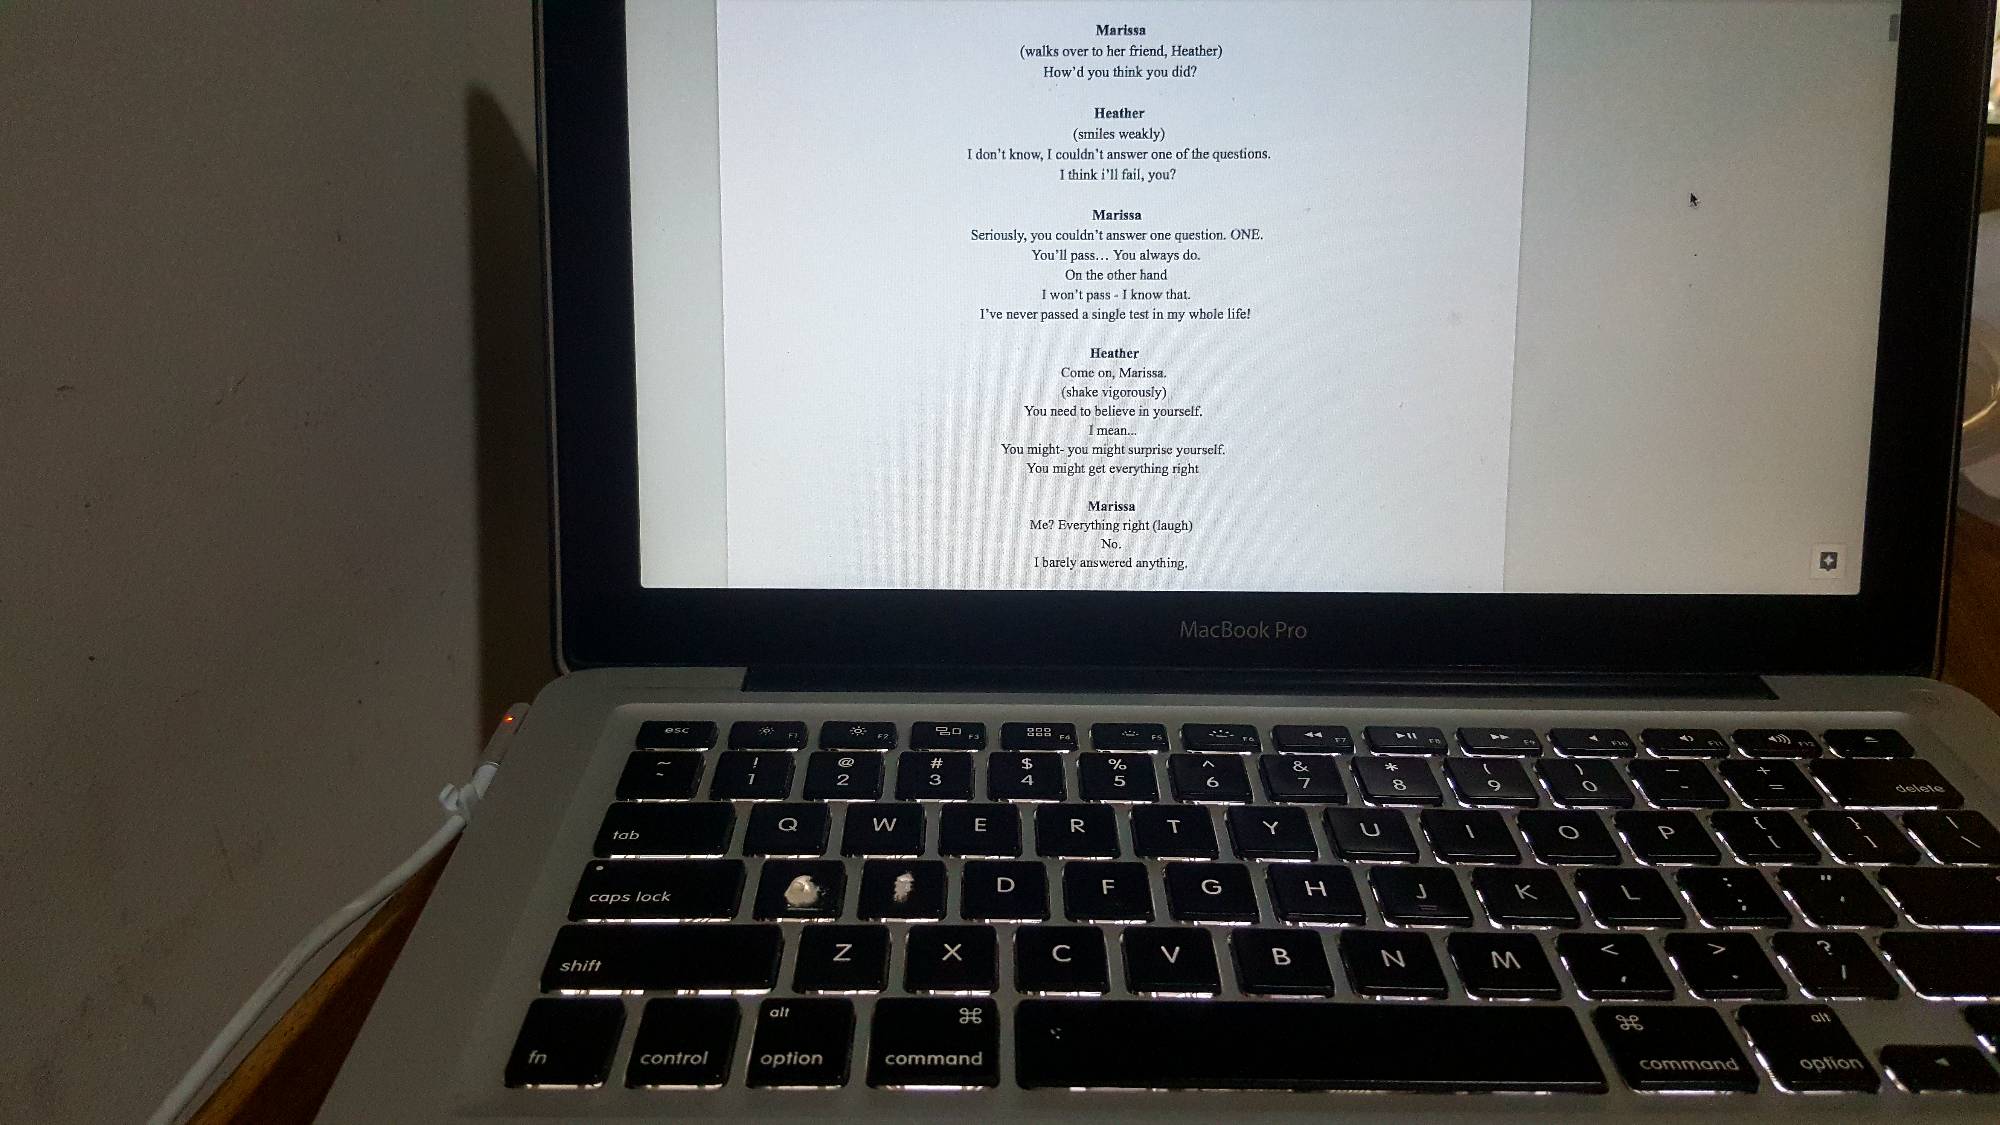 Marissa
(walks over to her friend, Heather)
How'd you think you did?
Heather
(smiles weakly)
I don't know, I couldn't answer one of the questions.
I think i'll fail, you?
Marissa
Seriously, you couldn't answer one question. ONE.
You'll pass... You always do.
On the other hand
I won't pass - I know that.
I've never passed a single test in my whole life!
Heather
Come on, Marissa.
(shake vigorously)
You need to believe in yourself.
I mean...
You might- you might surprise yourself.
You might get everything right
Marissa
Me? Everything right (laugh)
No.
I barely answered anything.
MacBook Pro
esc F1 F2 F3 F4 F5 F6 F7 F8 F9 F10 F11 F12
~ ! @ # $ % ^ & * ( ) _ +
` 1 2 3 4 5 6 7 8 9 0 - = delete
tab Q W E R T Y U I O P { [ } ] | \
caps lock D F G H J K L : ; " '
shift Z X C V B N M < , > . ? /
alt ⌘ ⌘ alt
fn control option command command option